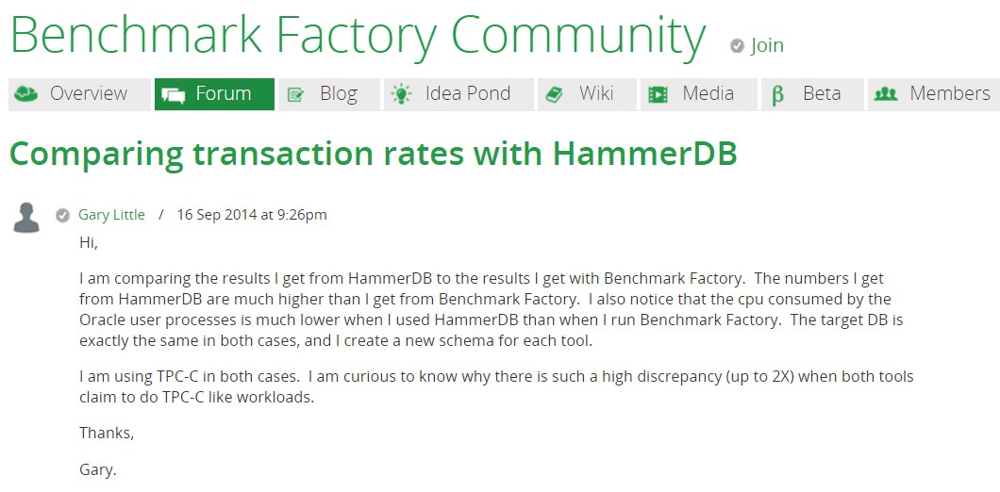 Benchmark Factory Community Join
Overview Forum Blog Idea Pond Wiki Media Beta Members
Comparing transaction rates with HammerDB
Gary Little / 16 Sep 2014 at 9:26pm
Hi,
I am comparing the results I get from HammerDB to the results I get with Benchmark Factory. The numbers I get
from HammerDB are much higher than I get from Benchmark Factory. I also notice that the cpu consumed by the
Oracle user processes is much lower when I used HammerDB than when I run Benchmark Factory. The target DB is
exactly the same in both cases, and I create a new schema for each tool.
I am using TPC-C in both cases. I am curious to know why there is such a high discrepancy (up to 2X) when both tools
claim to do TPC-C like workloads.
Thanks,
Gary.